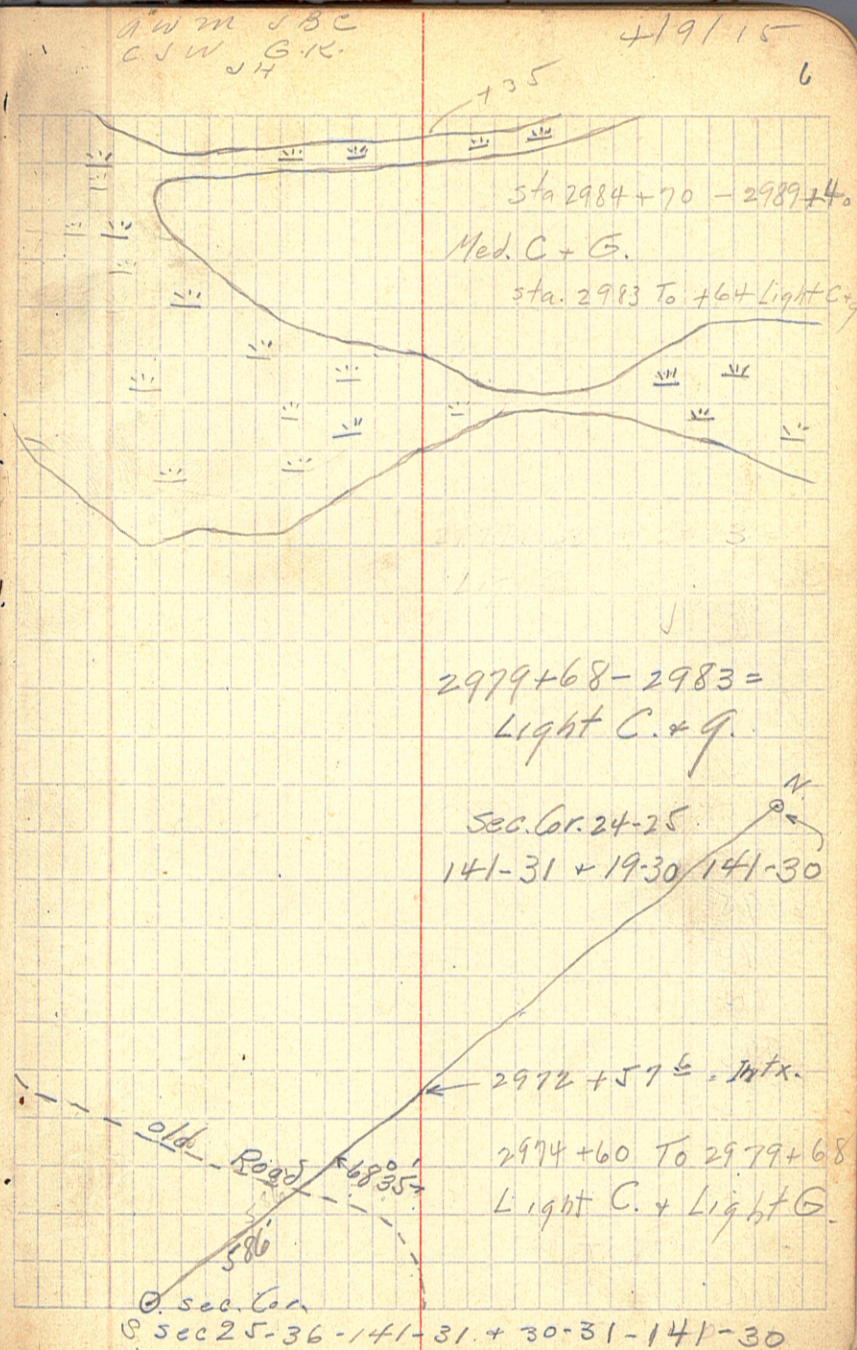 4/9/15
6
+35
sta 2984+70 - 2989+40
Med. C + G.
sta. 2983 To +64 Light C+g
2979+68 - 2983 =
Light C. + g.
N
Sec. Cor. 24-25
141-31 + 19-30 141-30
2972 + 57 6 = Intx.
old Road
68° 35'
2974+60 To 2979+68
Light C. + Light G.
586'
sec. Cor.
S sec 25-36-141-31 + 30-31-141-30